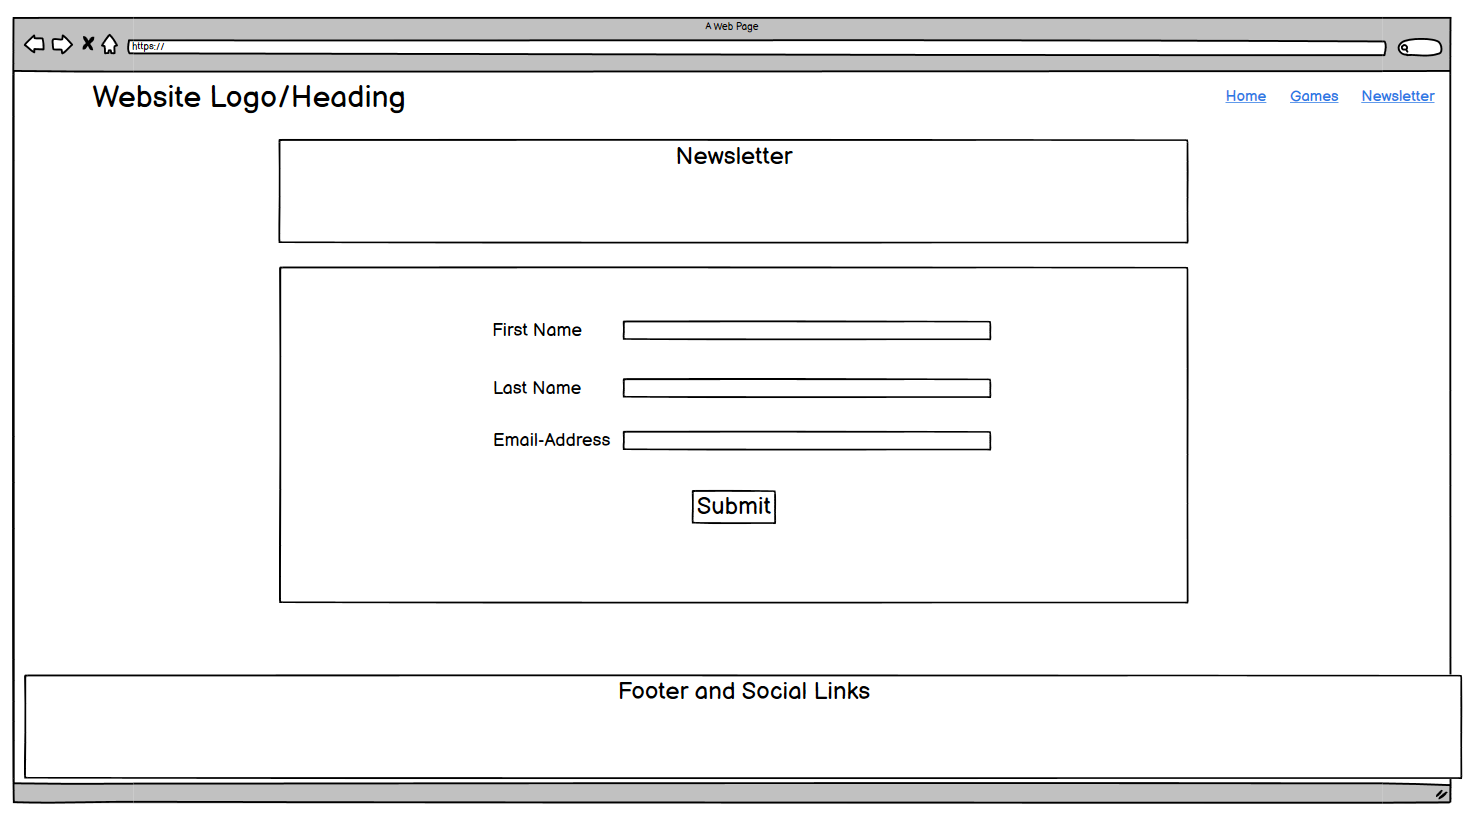 A Web Page
https://
Website Logo/Heading
Home Games Newsletter
Newsletter
First Name
Last Name
Email-Address
Submit
Footer and Social Links